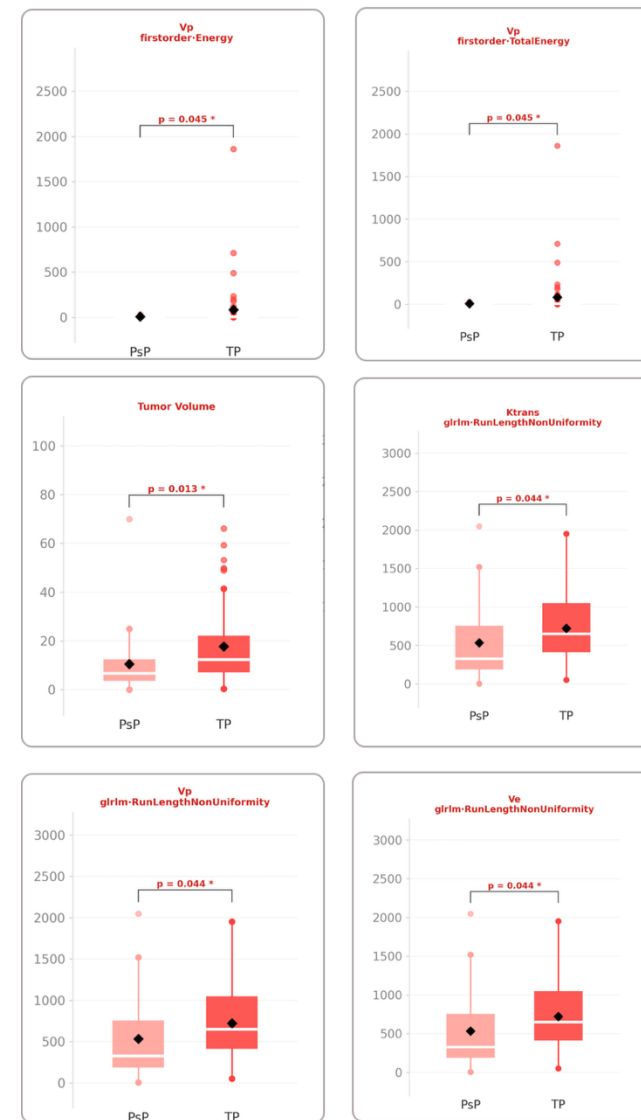 Vp
firstorder·Energy
2500
2000
1500
1000
500
0
p = 0.045 *
PsP TP
Vp
firstorder·TotalEnergy
2500
2000
1500
1000
500
0
p = 0.045 *
PsP TP
Tumor Volume
100
80
60
40
20
0
p = 0.013 *
PsP TP
Ktrans
glrlm·RunLengthNonUniformity
3000
2500
2000
1500
1000
500
0
p = 0.044 *
PsP TP
Vp
glrlm·RunLengthNonUniformity
3000
2500
2000
1500
1000
500
0
p = 0.044 *
PsP TP
Ve
glrlm·RunLengthNonUniformity
3000
2500
2000
1500
1000
500
0
p = 0.044 *
PsP TP